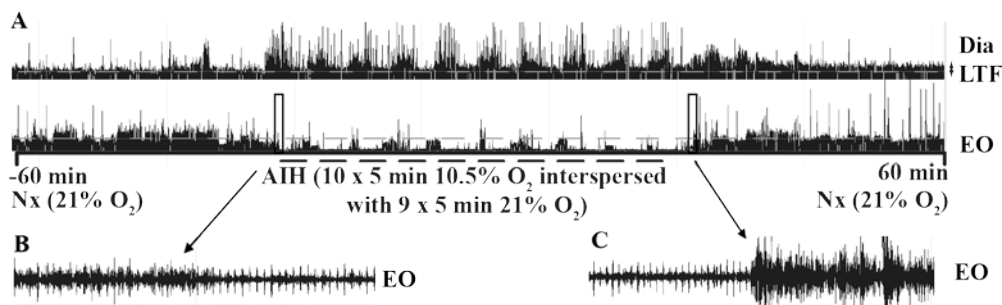 A
Dia
LTF
EO
-60 min
Nx (21% O₂)
AIH (10 x 5 min 10.5% O₂ interspersed
with 9 x 5 min 21% O₂)
60 min
Nx (21% O₂)
B
EO
C
EO